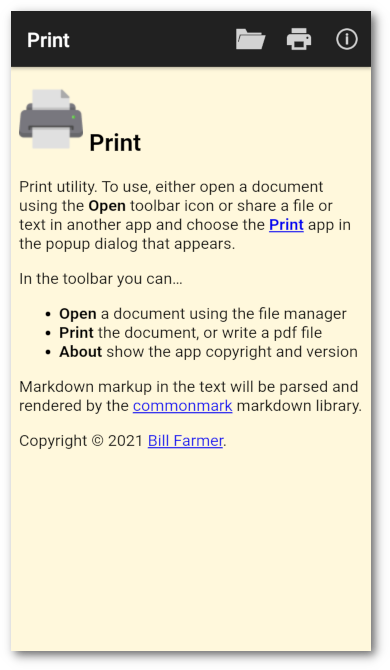 Print
Print
Print utility. To use, either open a document
using the Open toolbar icon or share a file or
text in another app and choose the Print app in
the popup dialog that appears.
In the toolbar you can…
• Open a document using the file manager
• Print the document, or write a pdf file
• About show the app copyright and version
Markdown markup in the text will be parsed and
rendered by the commonmark markdown library.
Copyright © 2021 Bill Farmer.